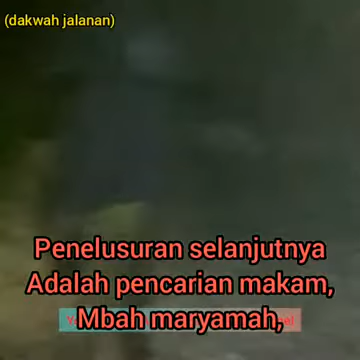 (dakwah jalanan)
Penelusuran selanjutnya
Adalah pencarian makam,
Mbah maryamah,